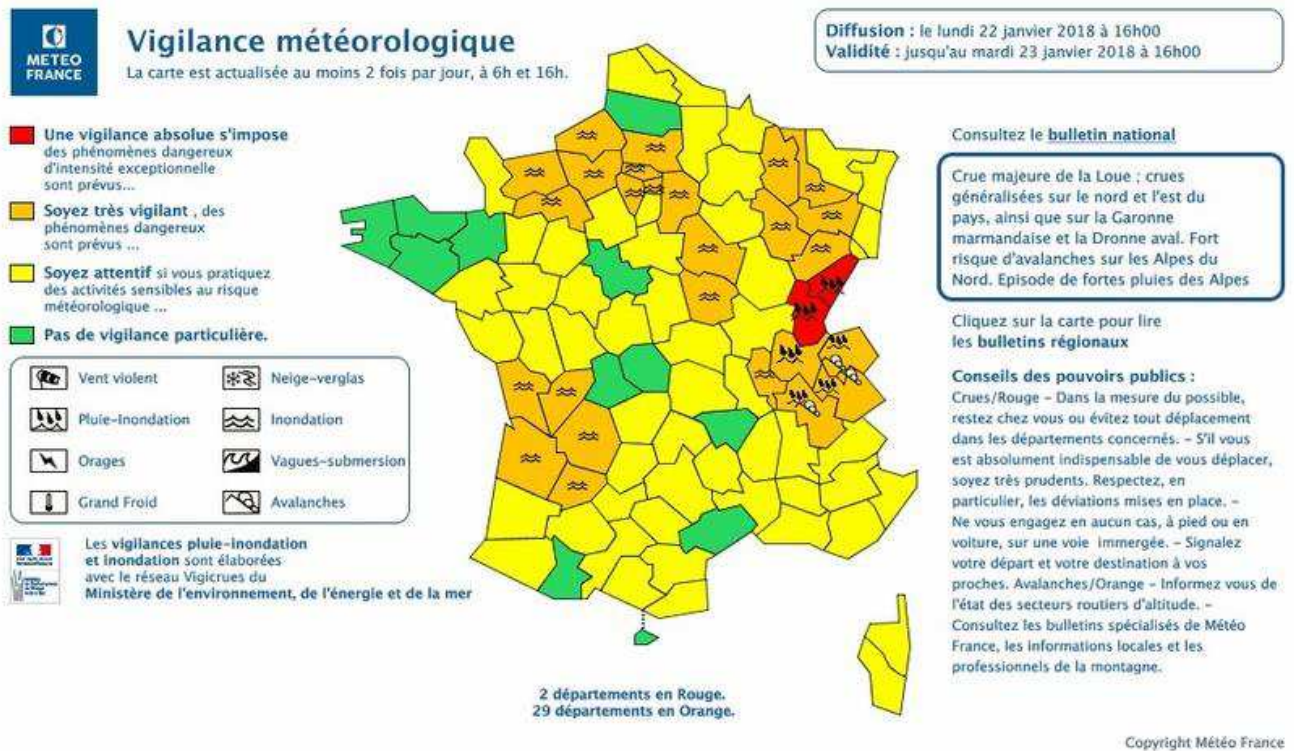 METEO
FRANCE
Vigilance météorologique
La carte est actualisée au moins 2 fois par jour, à 6h et 16h.
Diffusion : le lundi 22 janvier 2018 à 16h00
Validité : jusqu'au mardi 23 janvier 2018 à 16h00
Une vigilance absolue s'impose
des phénomènes dangereux
d'intensité exceptionnelle
sont prévus...
Soyez très vigilant , des
phénomènes dangereux
sont prévus ...
Soyez attentif si vous pratiquez
des activités sensibles au risque
météorologique ...
Pas de vigilance particulière.
Vent violent
Neige-verglas
Pluie-Inondation
Inondation
Orages
Vagues-submersion
Grand Froid
Avalanches
Les vigilances pluie-inondation
et inondation sont élaborées
avec le réseau Vigicrues du
Ministère de l'environnement, de l'énergie et de la mer
Consultez le bulletin national
Crue majeure de la Loue ; crues
généralisées sur le nord et l'est du
pays, ainsi que sur la Garonne
marmandaise et la Dronne aval. Fort
risque d'avalanches sur les Alpes du
Nord. Episode de fortes pluies des Alpes
Cliquez sur la carte pour lire
les bulletins régionaux
Conseils des pouvoirs publics :
Crues/Rouge – Dans la mesure du possible,
restez chez vous ou évitez tout déplacement
dans les départements concernés. – S'il vous
est absolument indispensable de vous déplacer,
soyez très prudents. Respectez, en
particulier, les déviations mises en place. –
Ne vous engagez en aucun cas, à pied ou en
voiture, sur une voie immergée. – Signalez
votre départ et votre destination à vos
proches. Avalanches/Orange – Informez vous de
l'état des secteurs routiers d'altitude. –
Consultez les bulletins spécialisés de Météo
France, les informations locales et les
professionnels de la montagne.
2 départements en Rouge.
29 départements en Orange.
Copyright Météo France